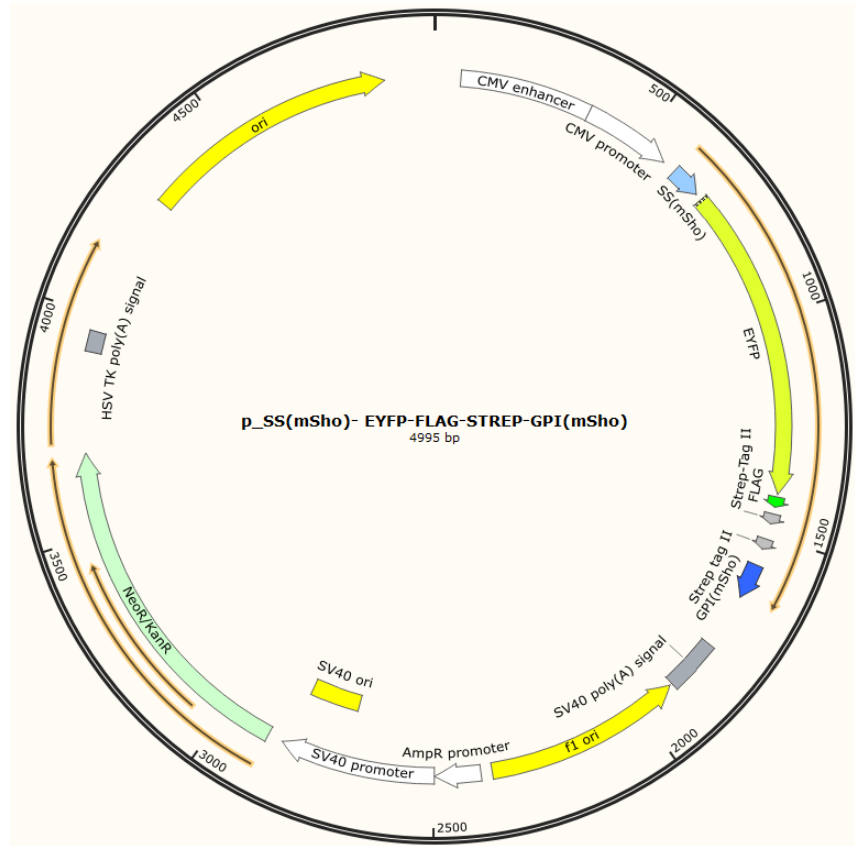 4500
ori
CMV enhancer
500
CMV promoter
SS(mSho)
1000
EYFP
4000
HSV TK poly(A) signal
p_SS(mSho)- EYFP-FLAG-STREP-GPI(mSho)
4995 bp
Strep-Tag II
FLAG
1500
Strep tag II
GPI(mSho)
3500
NeoR/KanR
SV40 ori
SV40 poly(A) signal
f1 ori
AmpR promoter
SV40 promoter
3000
2000
2500